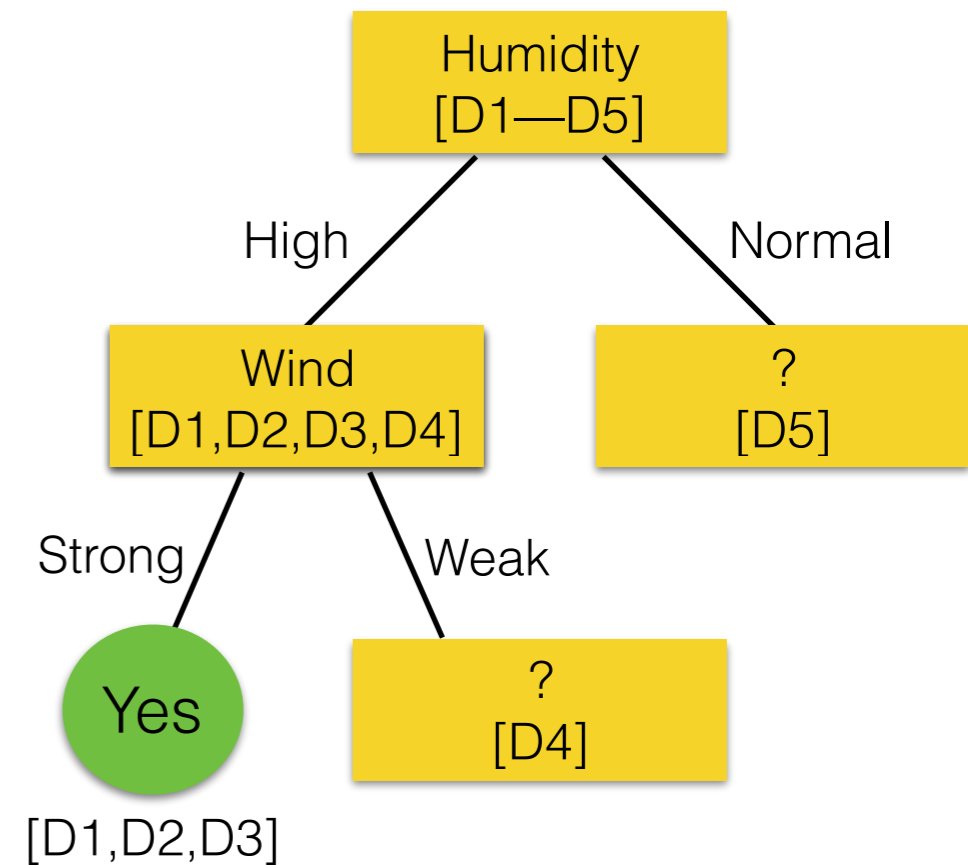 Humidity
[D1—D5]
High
Normal
Wind
[D1,D2,D3,D4]
?
[D5]
Strong
Weak
Yes
?
[D4]
[D1,D2,D3]